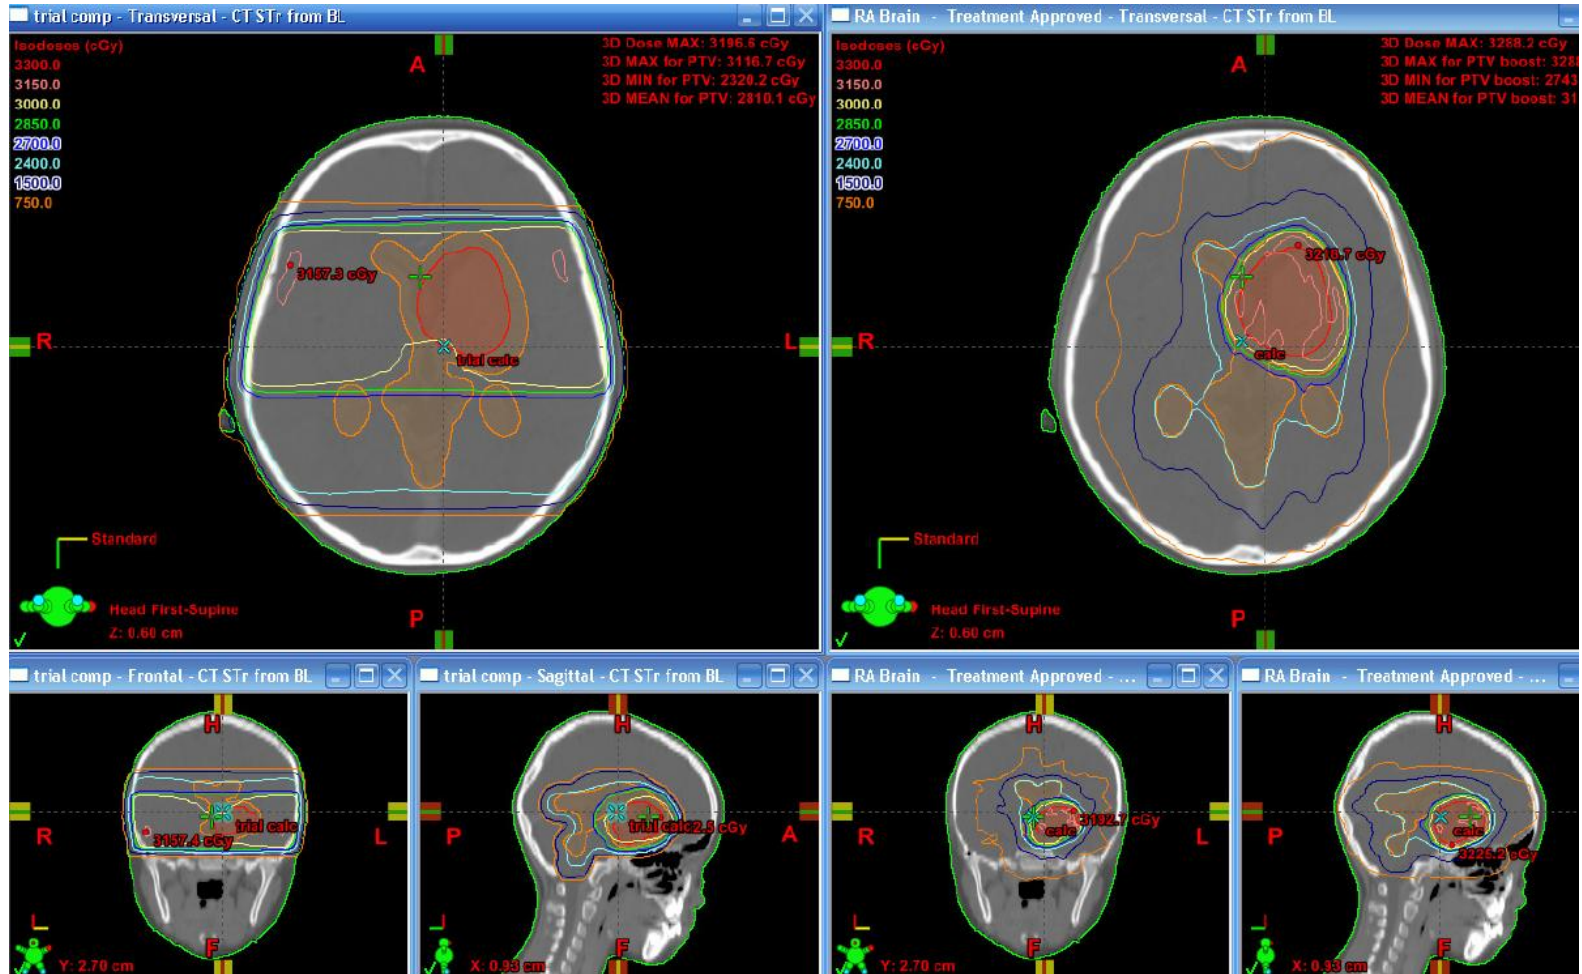 trial comp - Transversal - CT STr from BL
Isodoses (cGy)
3300.0
3150.0
3000.0
2850.0
2700.0
2400.0
1500.0
750.0
3D Dose MAX: 3196.6 cGy
3D MAX for PTV: 3116.7 cGy
3D MIN for PTV: 2320.2 cGy
3D MEAN for PTV: 2810.1 cGy
A
3157.3 cGy
R
L
trial calc
Standard
Head First-Supine
Z: 0.60 cm
P
RA Brain - Treatment Approved - Transversal - CT STr from BL
Isodoses (cGy)
3300.0
3150.0
3000.0
2850.0
2700.0
2400.0
1500.0
750.0
3D Dose MAX: 3288.2 cGy
3D MAX for PTV boost: 3288
3D MIN for PTV boost: 2743
3D MEAN for PTV boost: 31
A
3218.7 cGy
R
calc
Standard
Head First-Supine
Z: 0.60 cm
P
trial comp - Frontal - CT STr from BL
H
R
L
trial calc
3157.4 cGy
L
F
Y: 2.70 cm
trial comp - Sagittal - CT STr from BL
H
P
A
trial calc2.5 cGy
F
X: 0.93 cm
RA Brain - Treatment Approved - ...
H
R
L
3192.7 cGy
calc
L
F
Y: 2.70 cm
RA Brain - Treatment Approved - ...
H
P
A
calc
3225.2 cGy
F
X: 0.93 cm